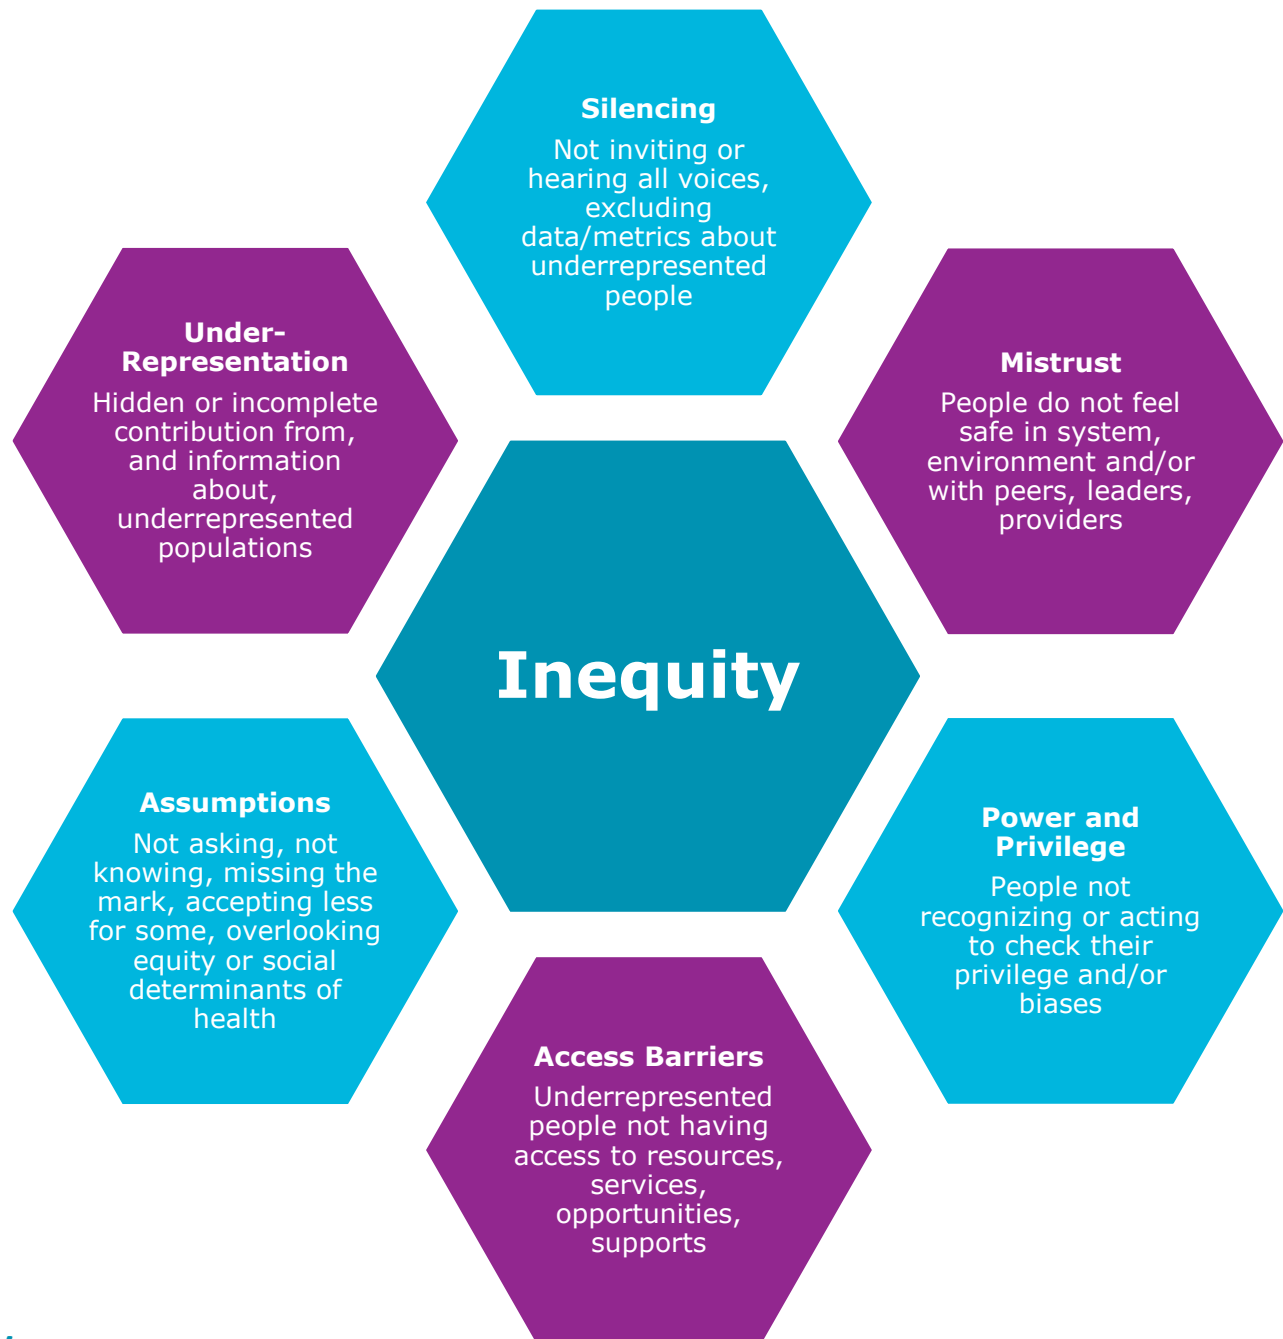 Silencing
Not inviting or
hearing all voices,
excluding
data/metrics about
underrepresented
people
Under-
Representation
Hidden or incomplete
contribution from,
and information
about,
underrepresented
populations
Mistrust
People do not feel
safe in system,
environment and/or
with peers, leaders,
providers
Inequity
Assumptions
Not asking, not
knowing, missing the
mark, accepting less
for some, overlooking
equity or social
determinants of
health
Power and
Privilege
People not
recognizing or acting
to check their
privilege and/or
biases
Access Barriers
Underrepresented
people not having
access to resources,
services,
opportunities,
supports